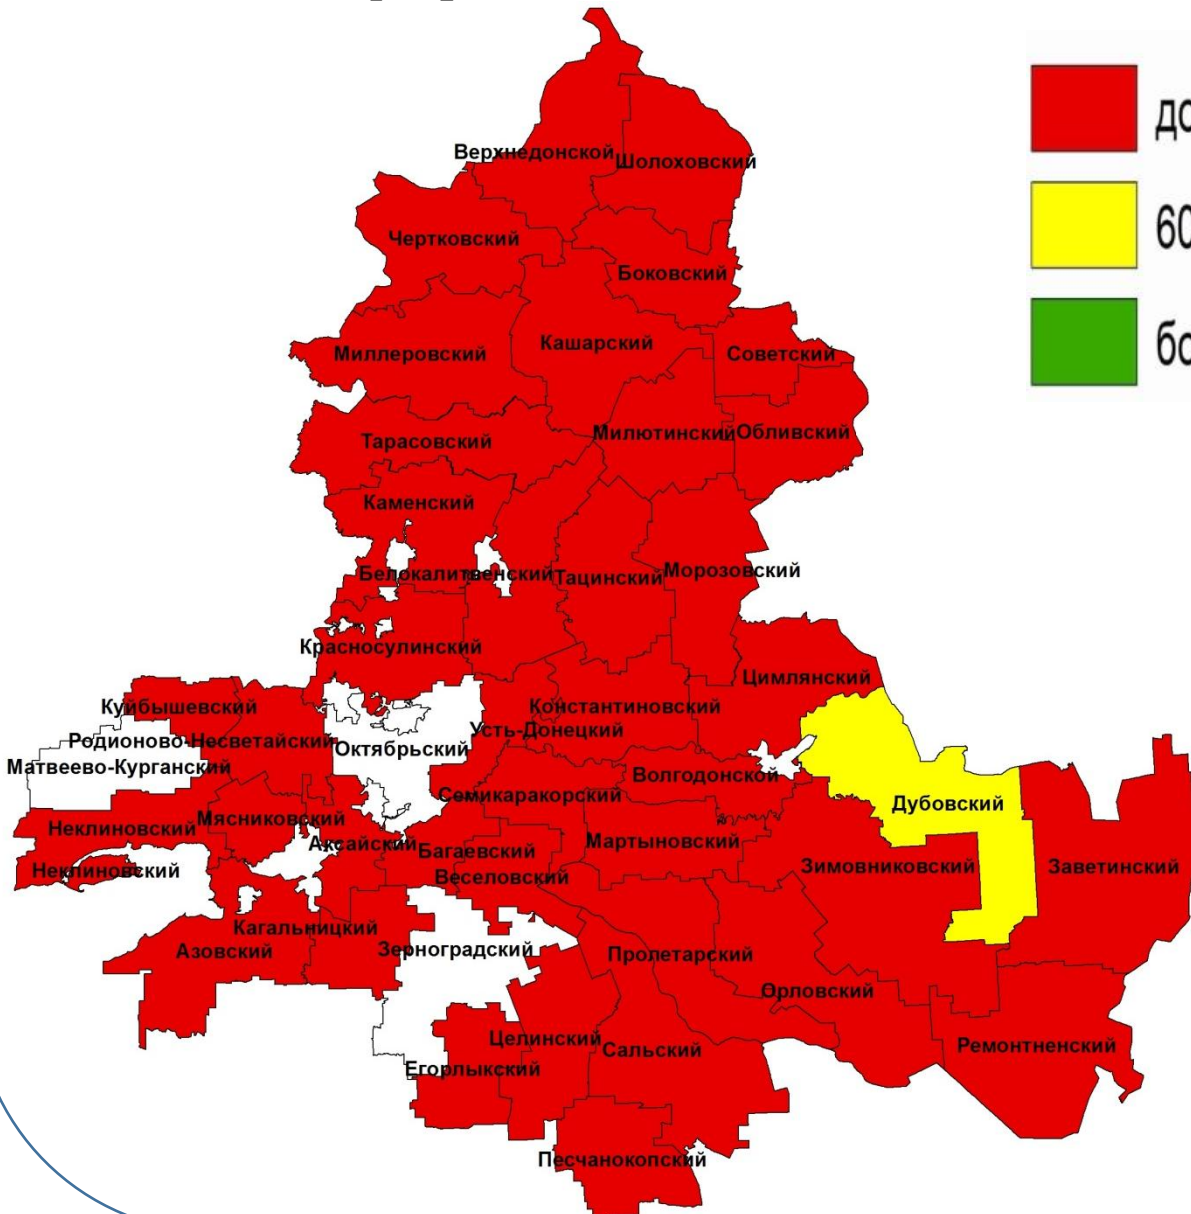 Верхнедонской
Шолоховский
Чертковский
Боковский
Миллеровский
Кашарский
Советский
Тарасовский
Милютинский
Обливский
Каменский
Белокалитвенский
Тацинский
Морозовский
Красносулинский
Цимлянский
Куйбышевский
Константиновский
Усть-Донецкий
Родионово-Несветайский
Октябрьский
Матвеево-Курганский
Волгодонской
Семикаракорский
Дубовский
Неклиновский
Мясниковский
Аксайский
Багаевский
Мартыновский
Зимовниковский
Заветинский
Неклиновский
Веселовский
Кагальницкий
Азовский
Зерноградский
Пролетарский
Орловский
Целинский
Сальский
Ремонтненский
Егорлыкский
Песчанокопский
60